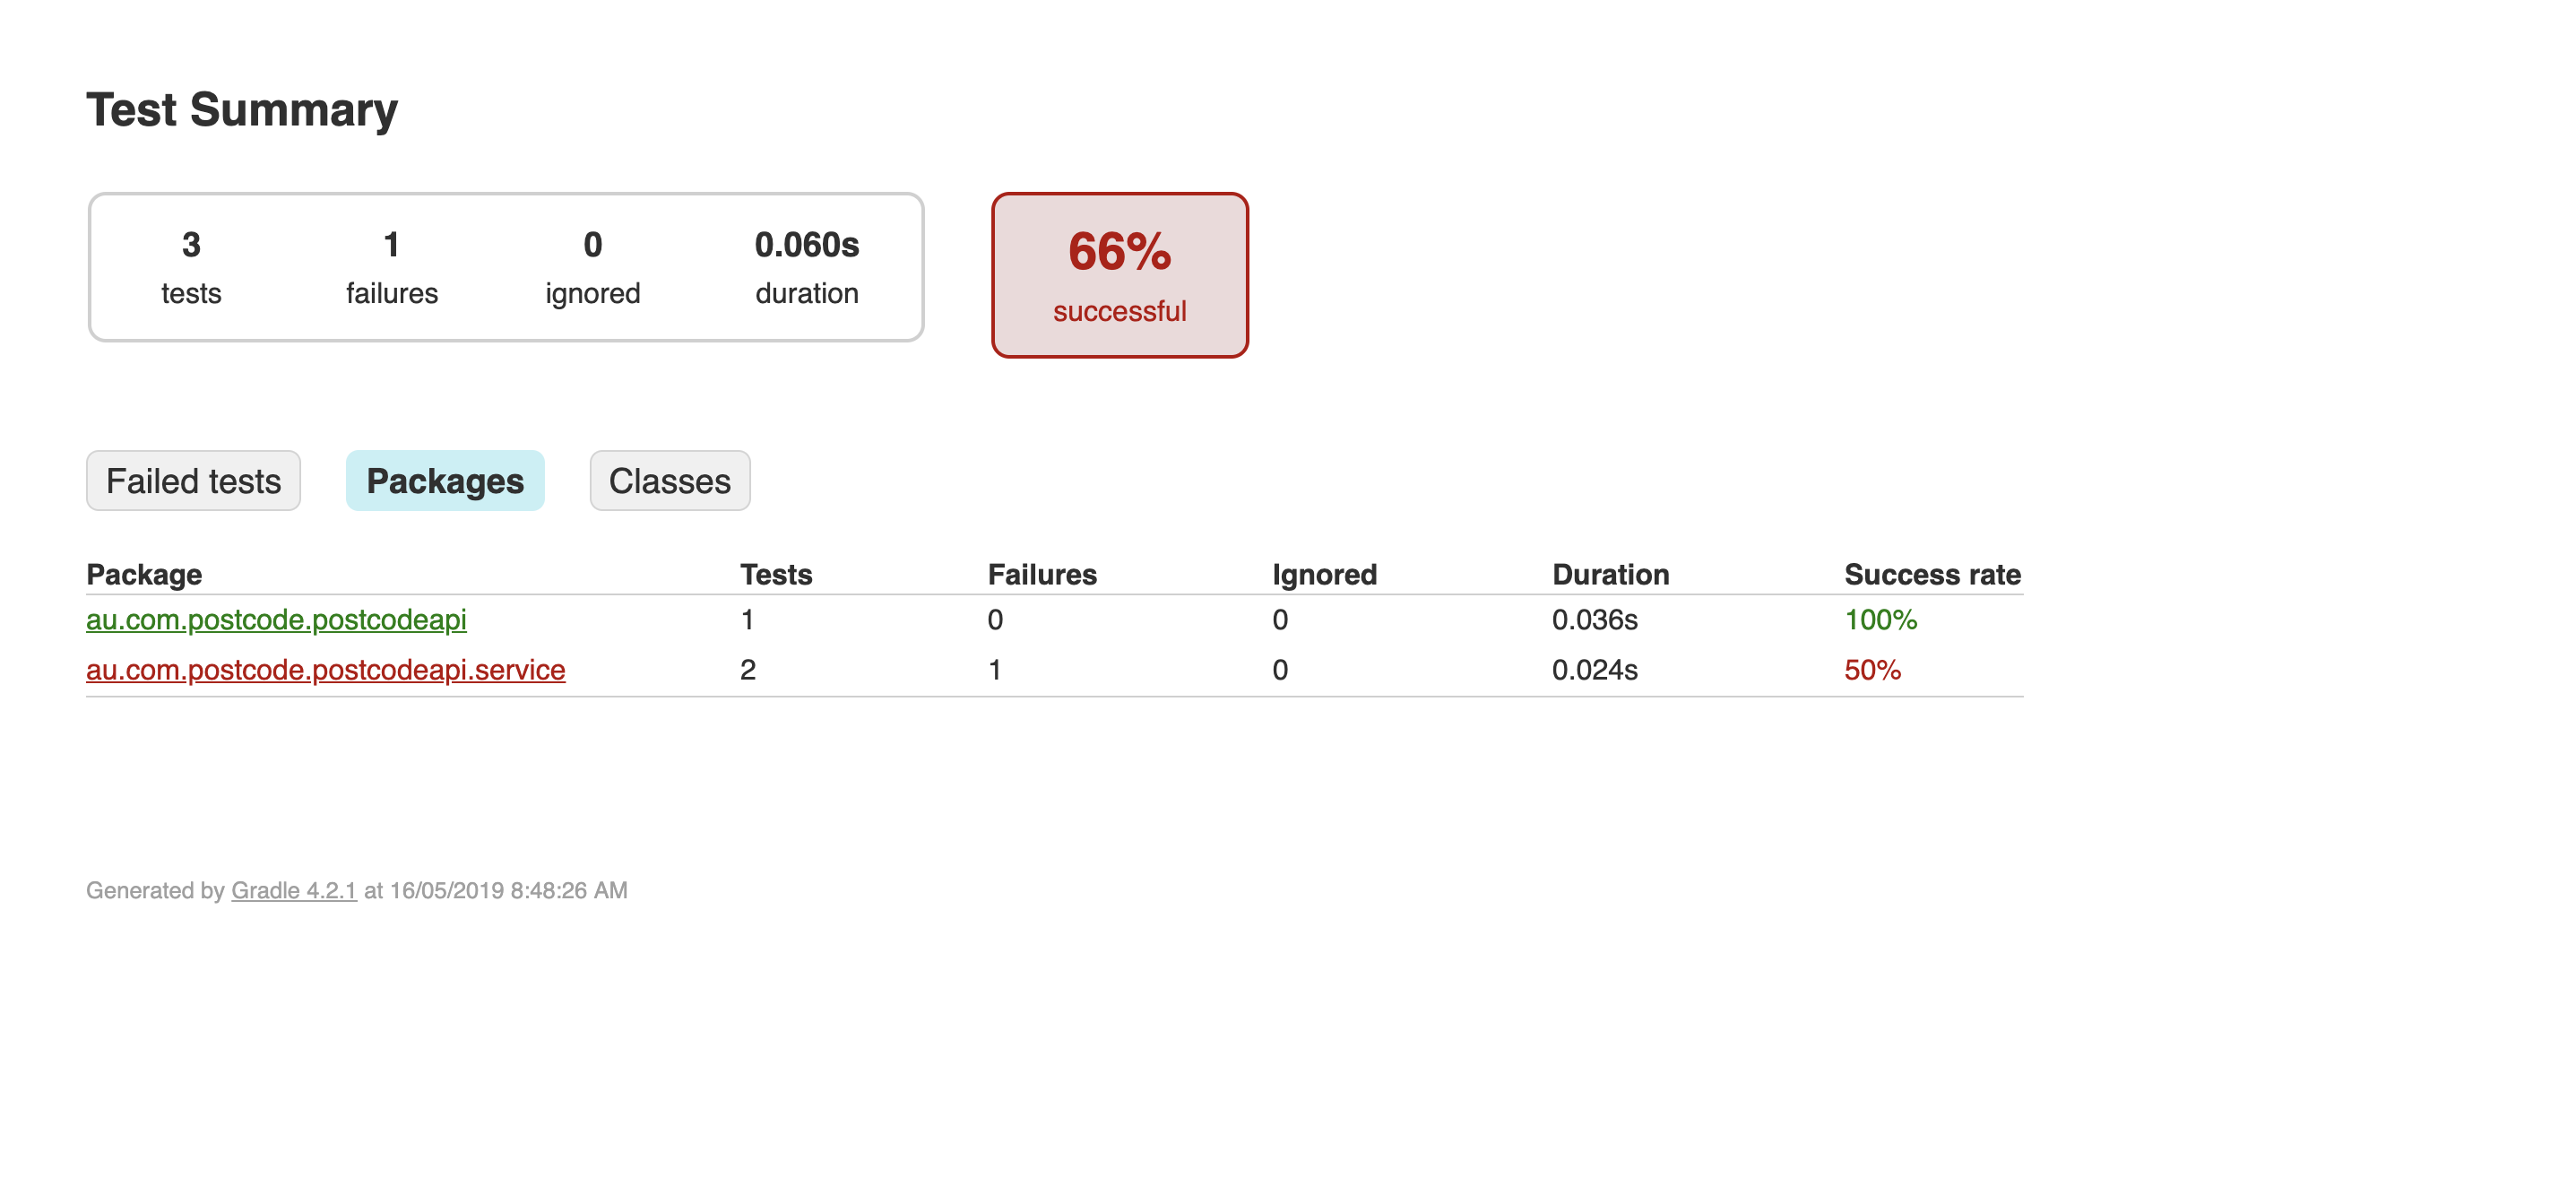 Test Summary
3 1 0 0.060s
tests failures ignored duration
66%
successful
Failed tests Packages Classes
Package Tests Failures Ignored Duration Success rate
au.com.postcode.postcodeapi 1 0 0 0.036s 100%
au.com.postcode.postcodeapi.service 2 1 0 0.024s 50%
Generated by Gradle 4.2.1 at 16/05/2019 8:48:26 AM